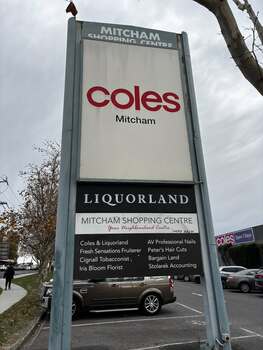 MITCHAM
SHOPPING CENTRE
coles
Mitcham
LIQUORLAND
MITCHAM SHOPPING CENTRE
Your Neighbourhood Centre
Coles & Liquorland
Fresh Sensations Fruiterer
Cignall Tobacconist
Iris Bloom Florist
AV Professional Nails
Peter's Hair Cuts
Bargain Land
Stolarek Accounting
coles